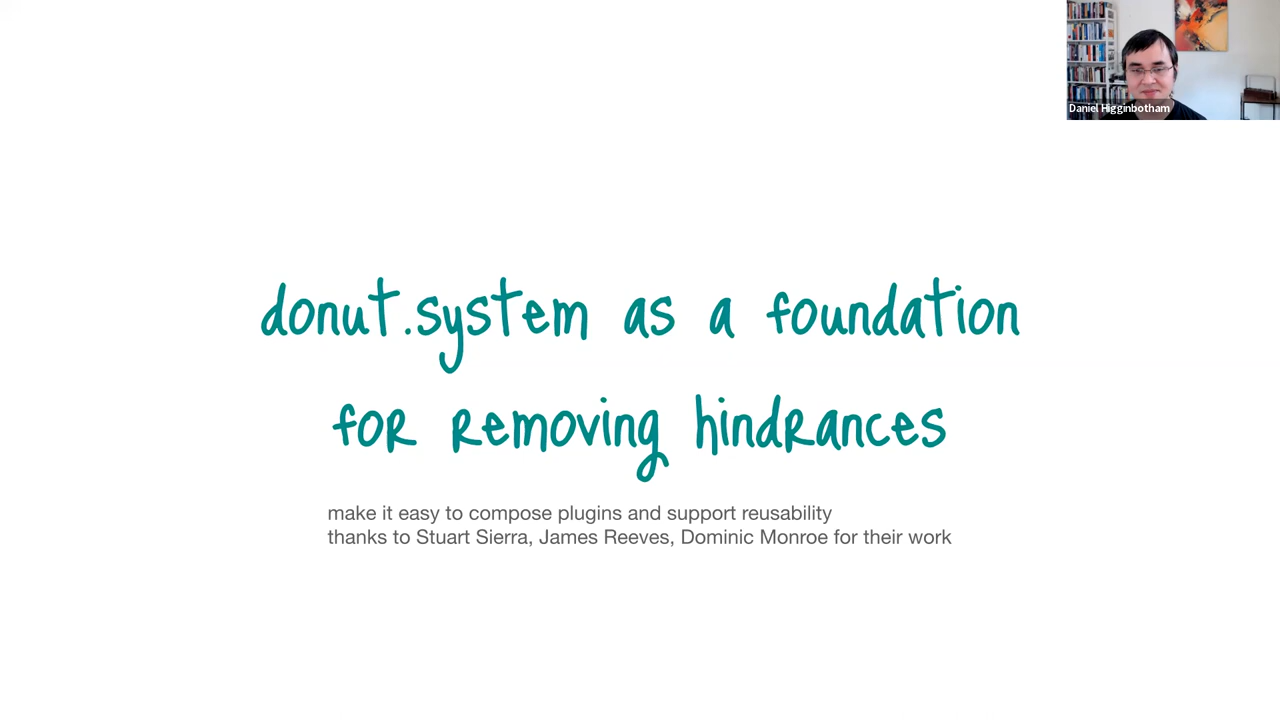 Daniel Higginbotham
donut.system as a foundation
for removing hindrances
make it easy to compose plugins and support reusability
thanks to Stuart Sierra, James Reeves, Dominic Monroe for their work